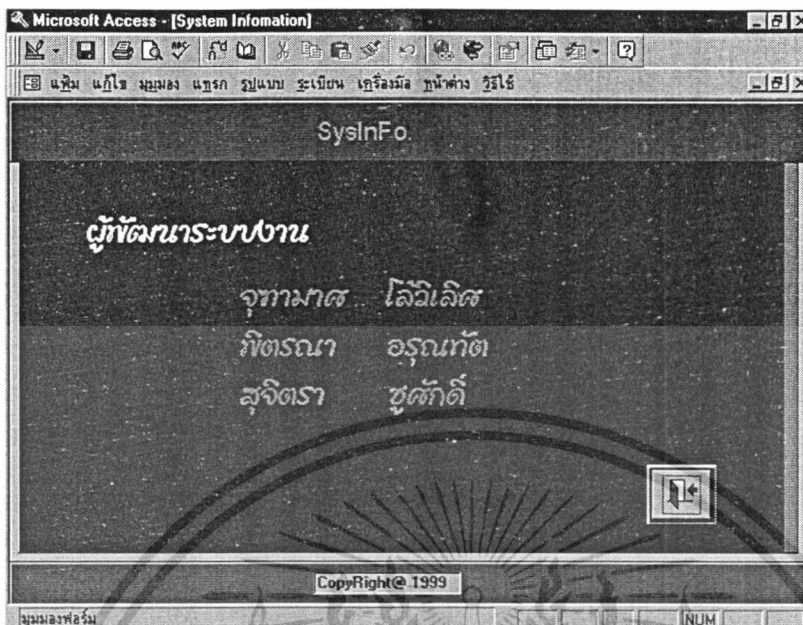 Microsoft Access - [System Infomation]
แฟ้ม แก้ไข มุมมอง แทรก รูปแบบ ระเบียน เครื่องมือ หน้าต่าง วิธีใช้
SysInFo.
ผู้พัฒนาระบบงาน
จุฑามาศ โล้วิเลิศ
พิตรณา อรุณทัต
สุจิตรา ชูศักดิ์
CopyRight@ 1999
มุมมองฟอร์ม NUM